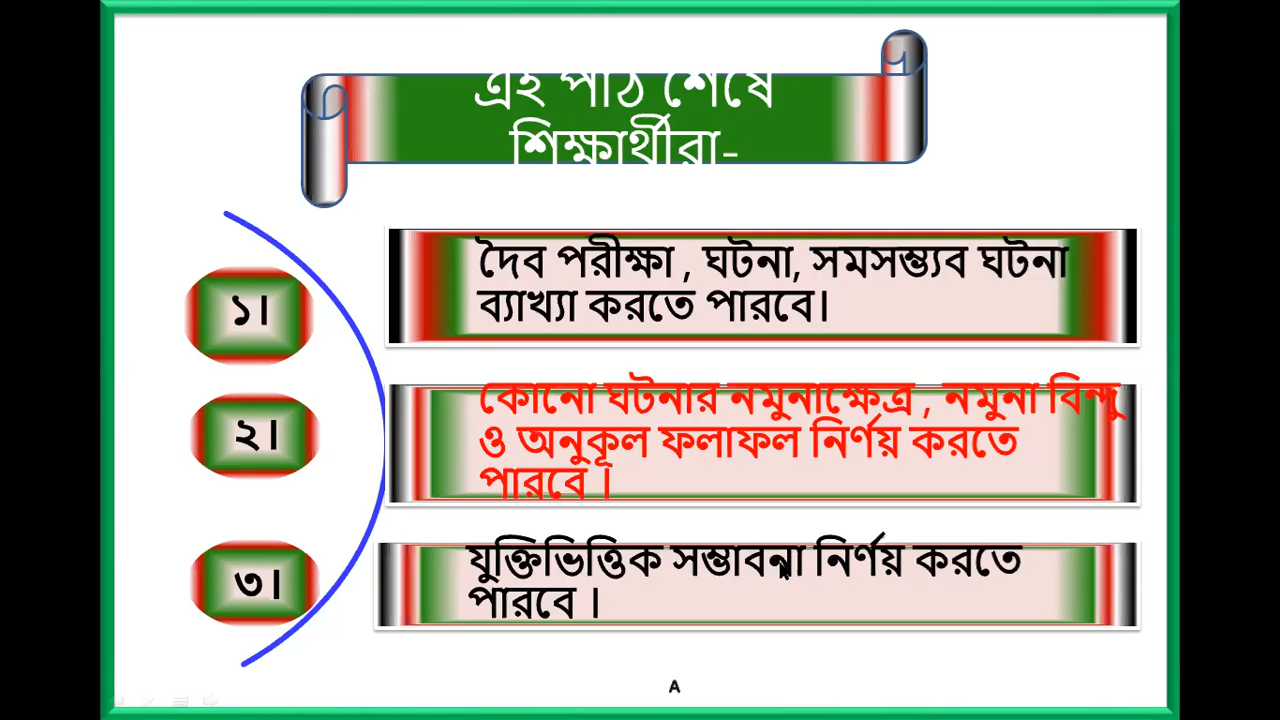 এই পাঠ শেষে
শিক্ষার্থীরা-
১।
দৈব পরীক্ষা , ঘটনা, সমসম্ভ্যব ঘটনা
ব্যাখ্যা করতে পারবে।
২।
কোনো ঘটনার নমুনাক্ষেত্র , নমুনা বিন্দু
ও অনুকূল ফলাফল নির্ণয় করতে
পারবে ।
৩।
যুক্তিভিত্তিক সম্ভাবনা নির্ণয় করতে
পারবে ।
A